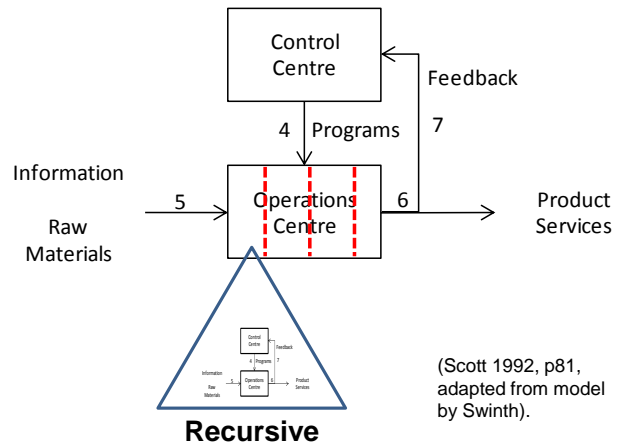 Control
Centre
Feedback
4 Programs
7
Information
Raw
Materials
5
Operations
Centre
6
Product
Services
Control
Centre
Feedback
4 Programs
7
Information
Raw
Materials
5
Operations
Centre
6
Product
Services
Recursive
(Scott 1992, p81,
adapted from model
by Swinth).